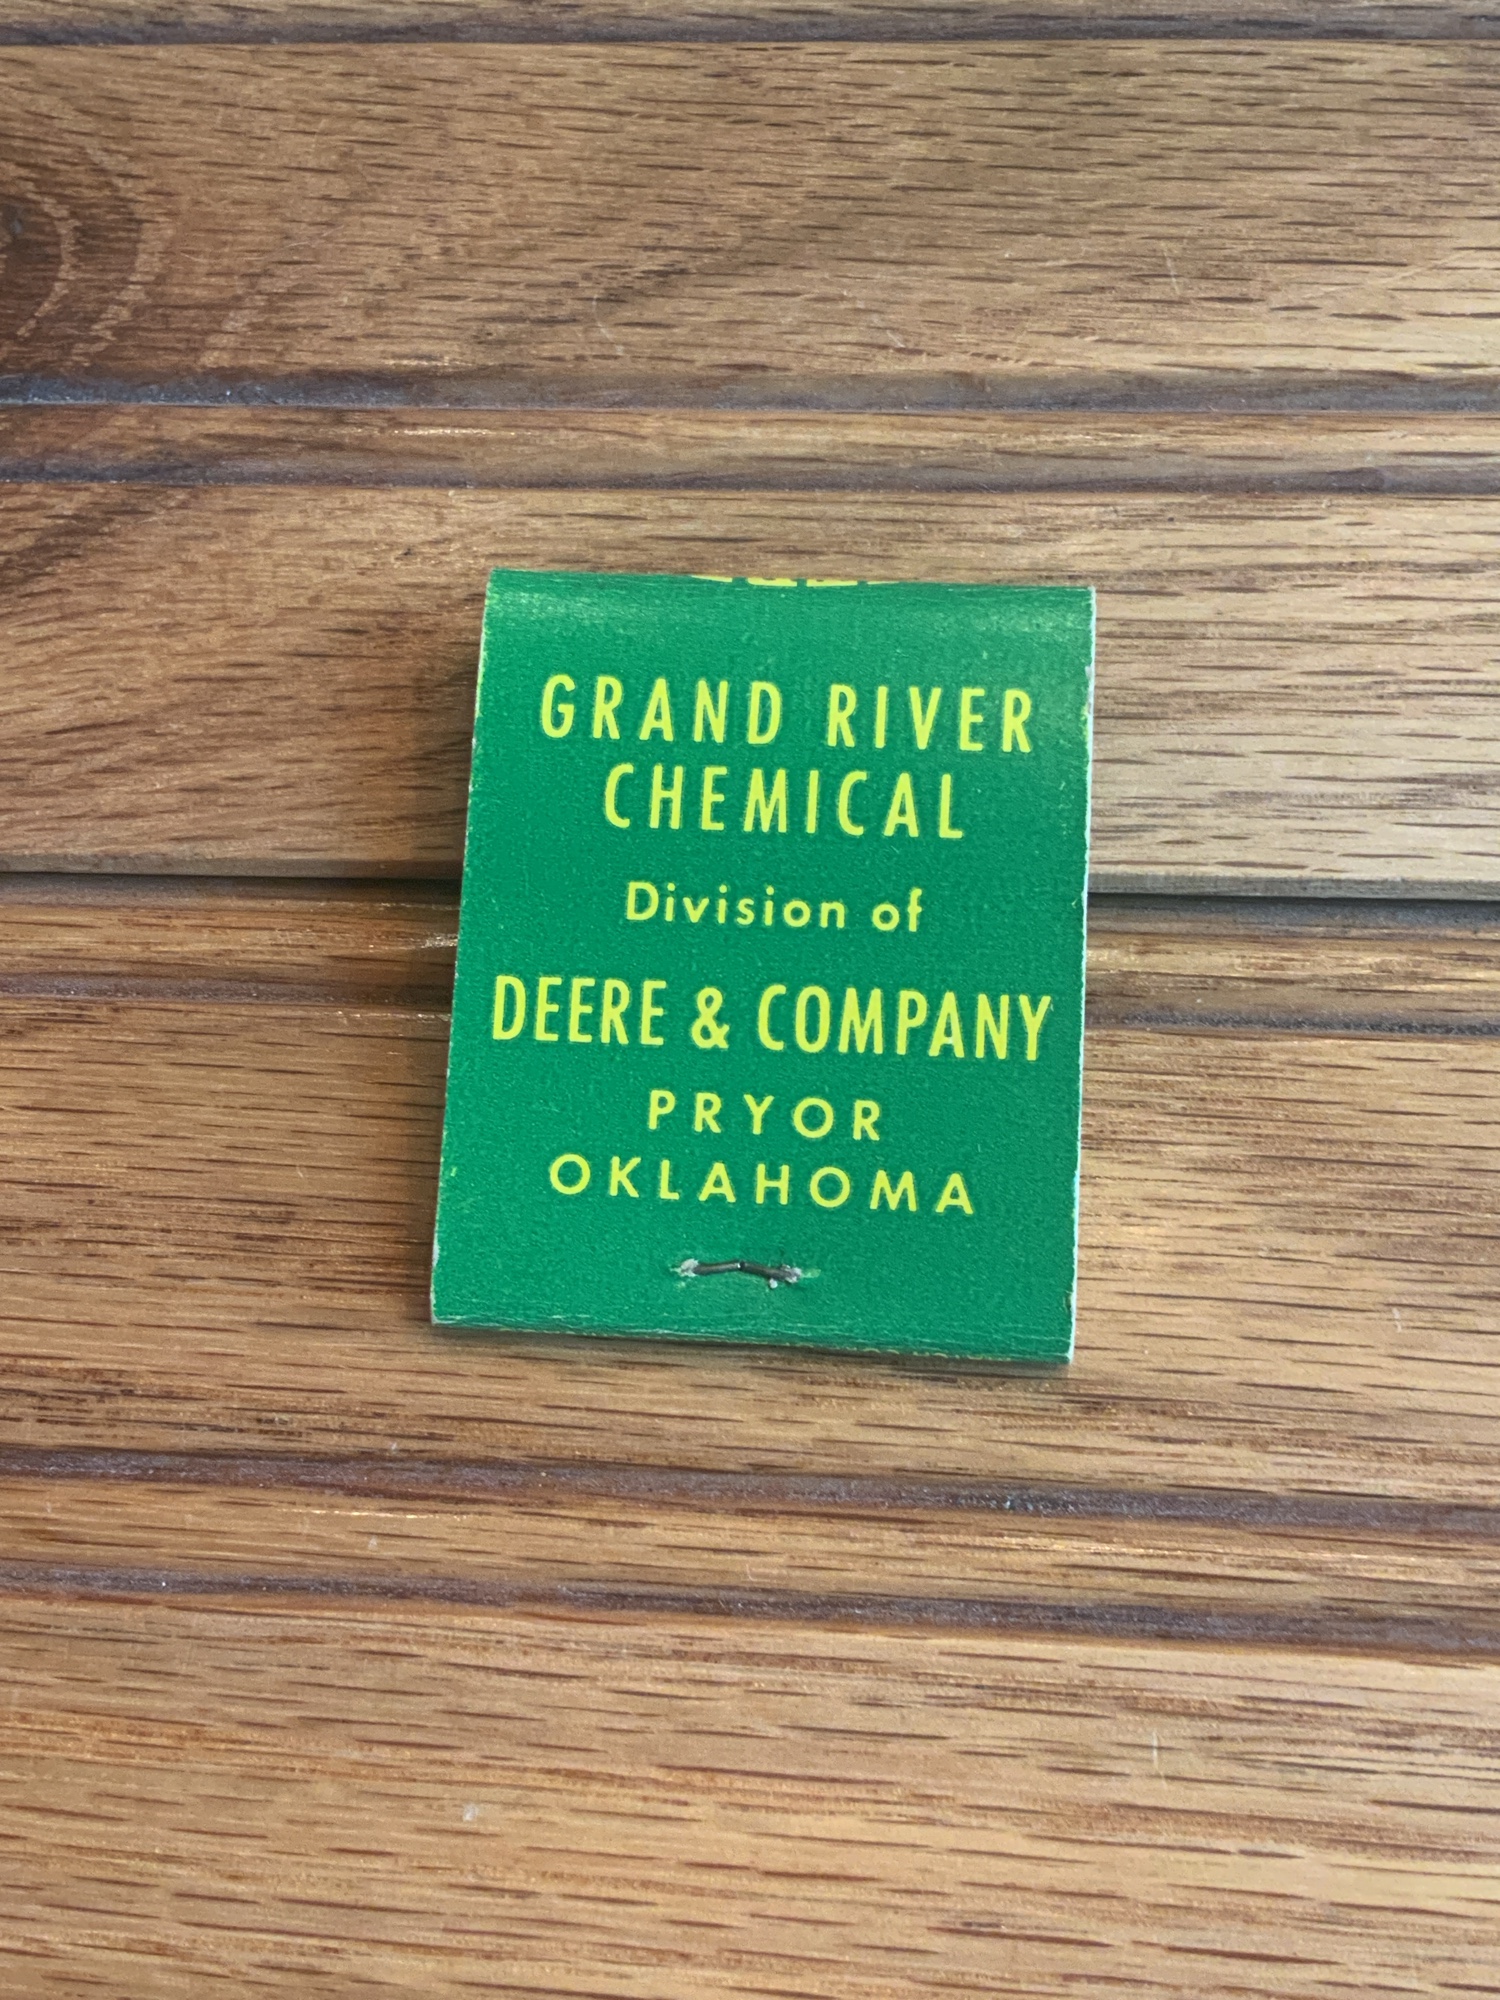 GRAND RIVER
CHEMICAL
Division of
DEERE & COMPANY
PRYOR
OKLAHOMA